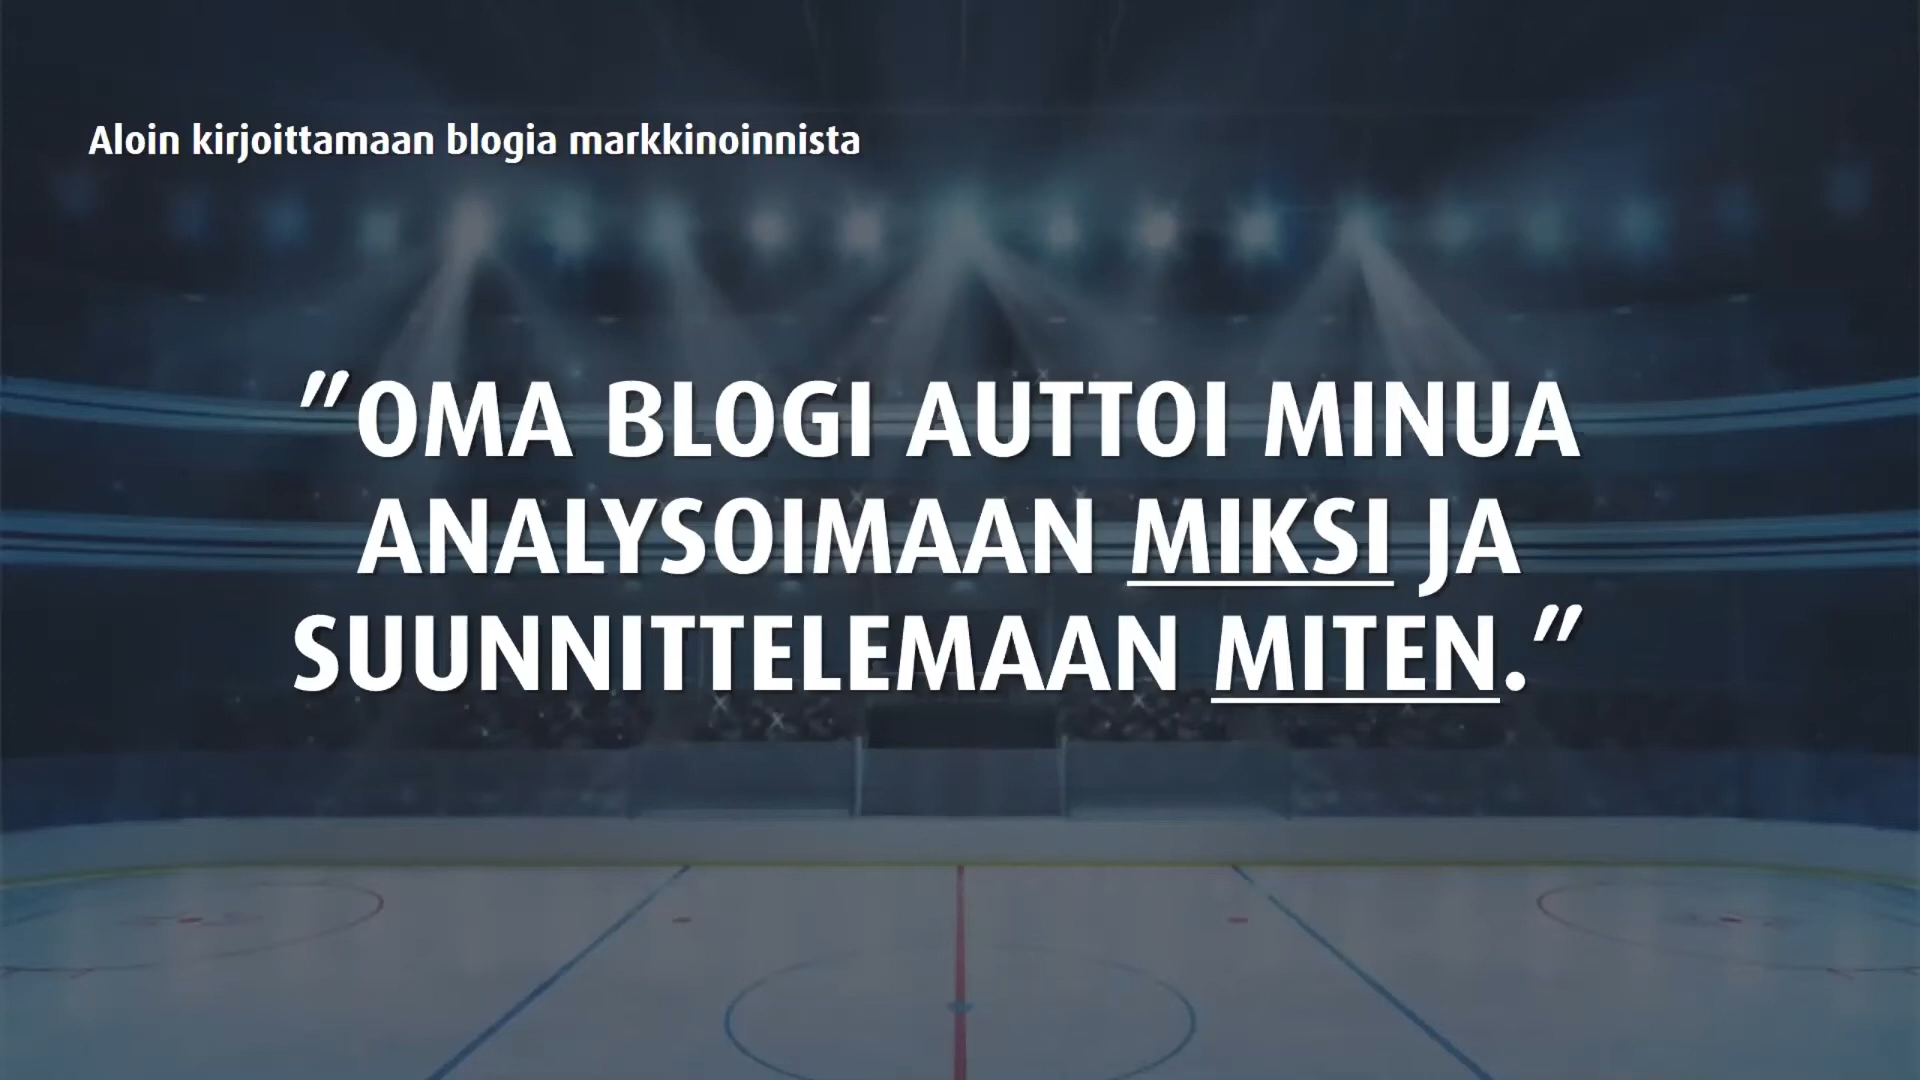 Aloin kirjoittamaan blogia markkinoinnista
"OMA BLOGI AUTTOI MINUA
ANALYSOIMAAN MIKSI JA
SUUNNITTELEMAAN MITEN."